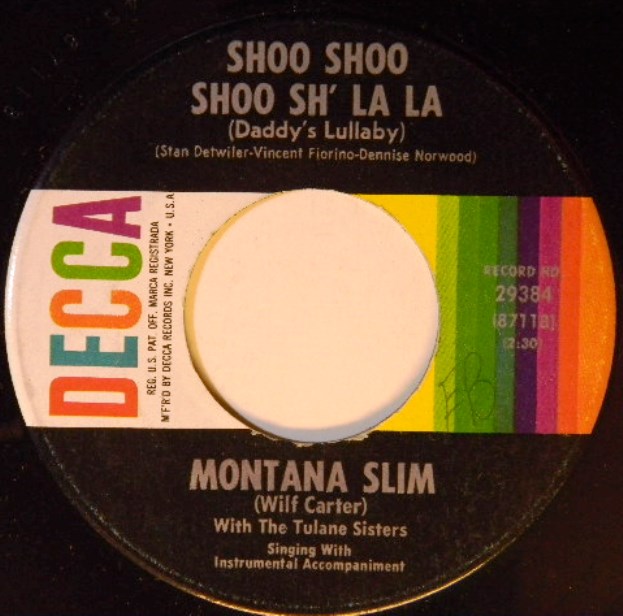 SHOO SHOO
SHOO SH' LA LA
(Daddy's Lullaby)
(Stan Detwiler-Vincent Fiorino-Dennise Norwood)
DECCA
REG. U.S. PAT. OFF. MARCA REGISTRADA
M'F'R'D BY DECCA RECORDS INC. NEW YORK • U.S.A
RECORD NO.
29384
(87118)
(2:30)
EB
MONTANA SLIM
(Wilf Carter)
With The Tulane Sisters
Singing With
Instrumental Accompaniment